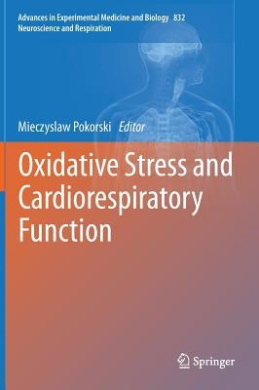 Advances in Experimental Medicine and Biology 832
Neuroscience and Respiration
Mieczyslaw Pokorski Editor
Oxidative Stress and
Cardiorespiratory
Function
Springer